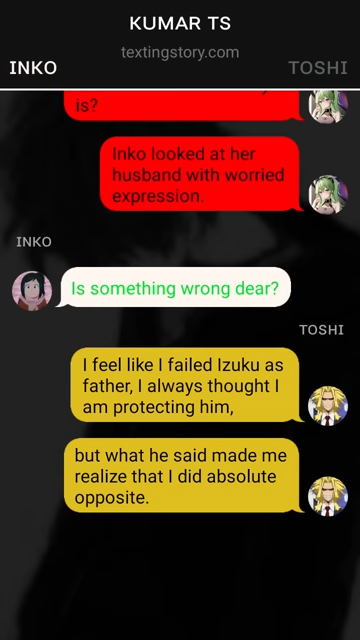 KUMAR TS
textingstory.com
INKO
TOSHI
is?
Inko looked at her
husband with worried
expression.
INKO
Is something wrong dear?
TOSHI
I feel like I failed Izuku as
father, I always thought I
am protecting him,
but what he said made me
realize that I did absolute
opposite.